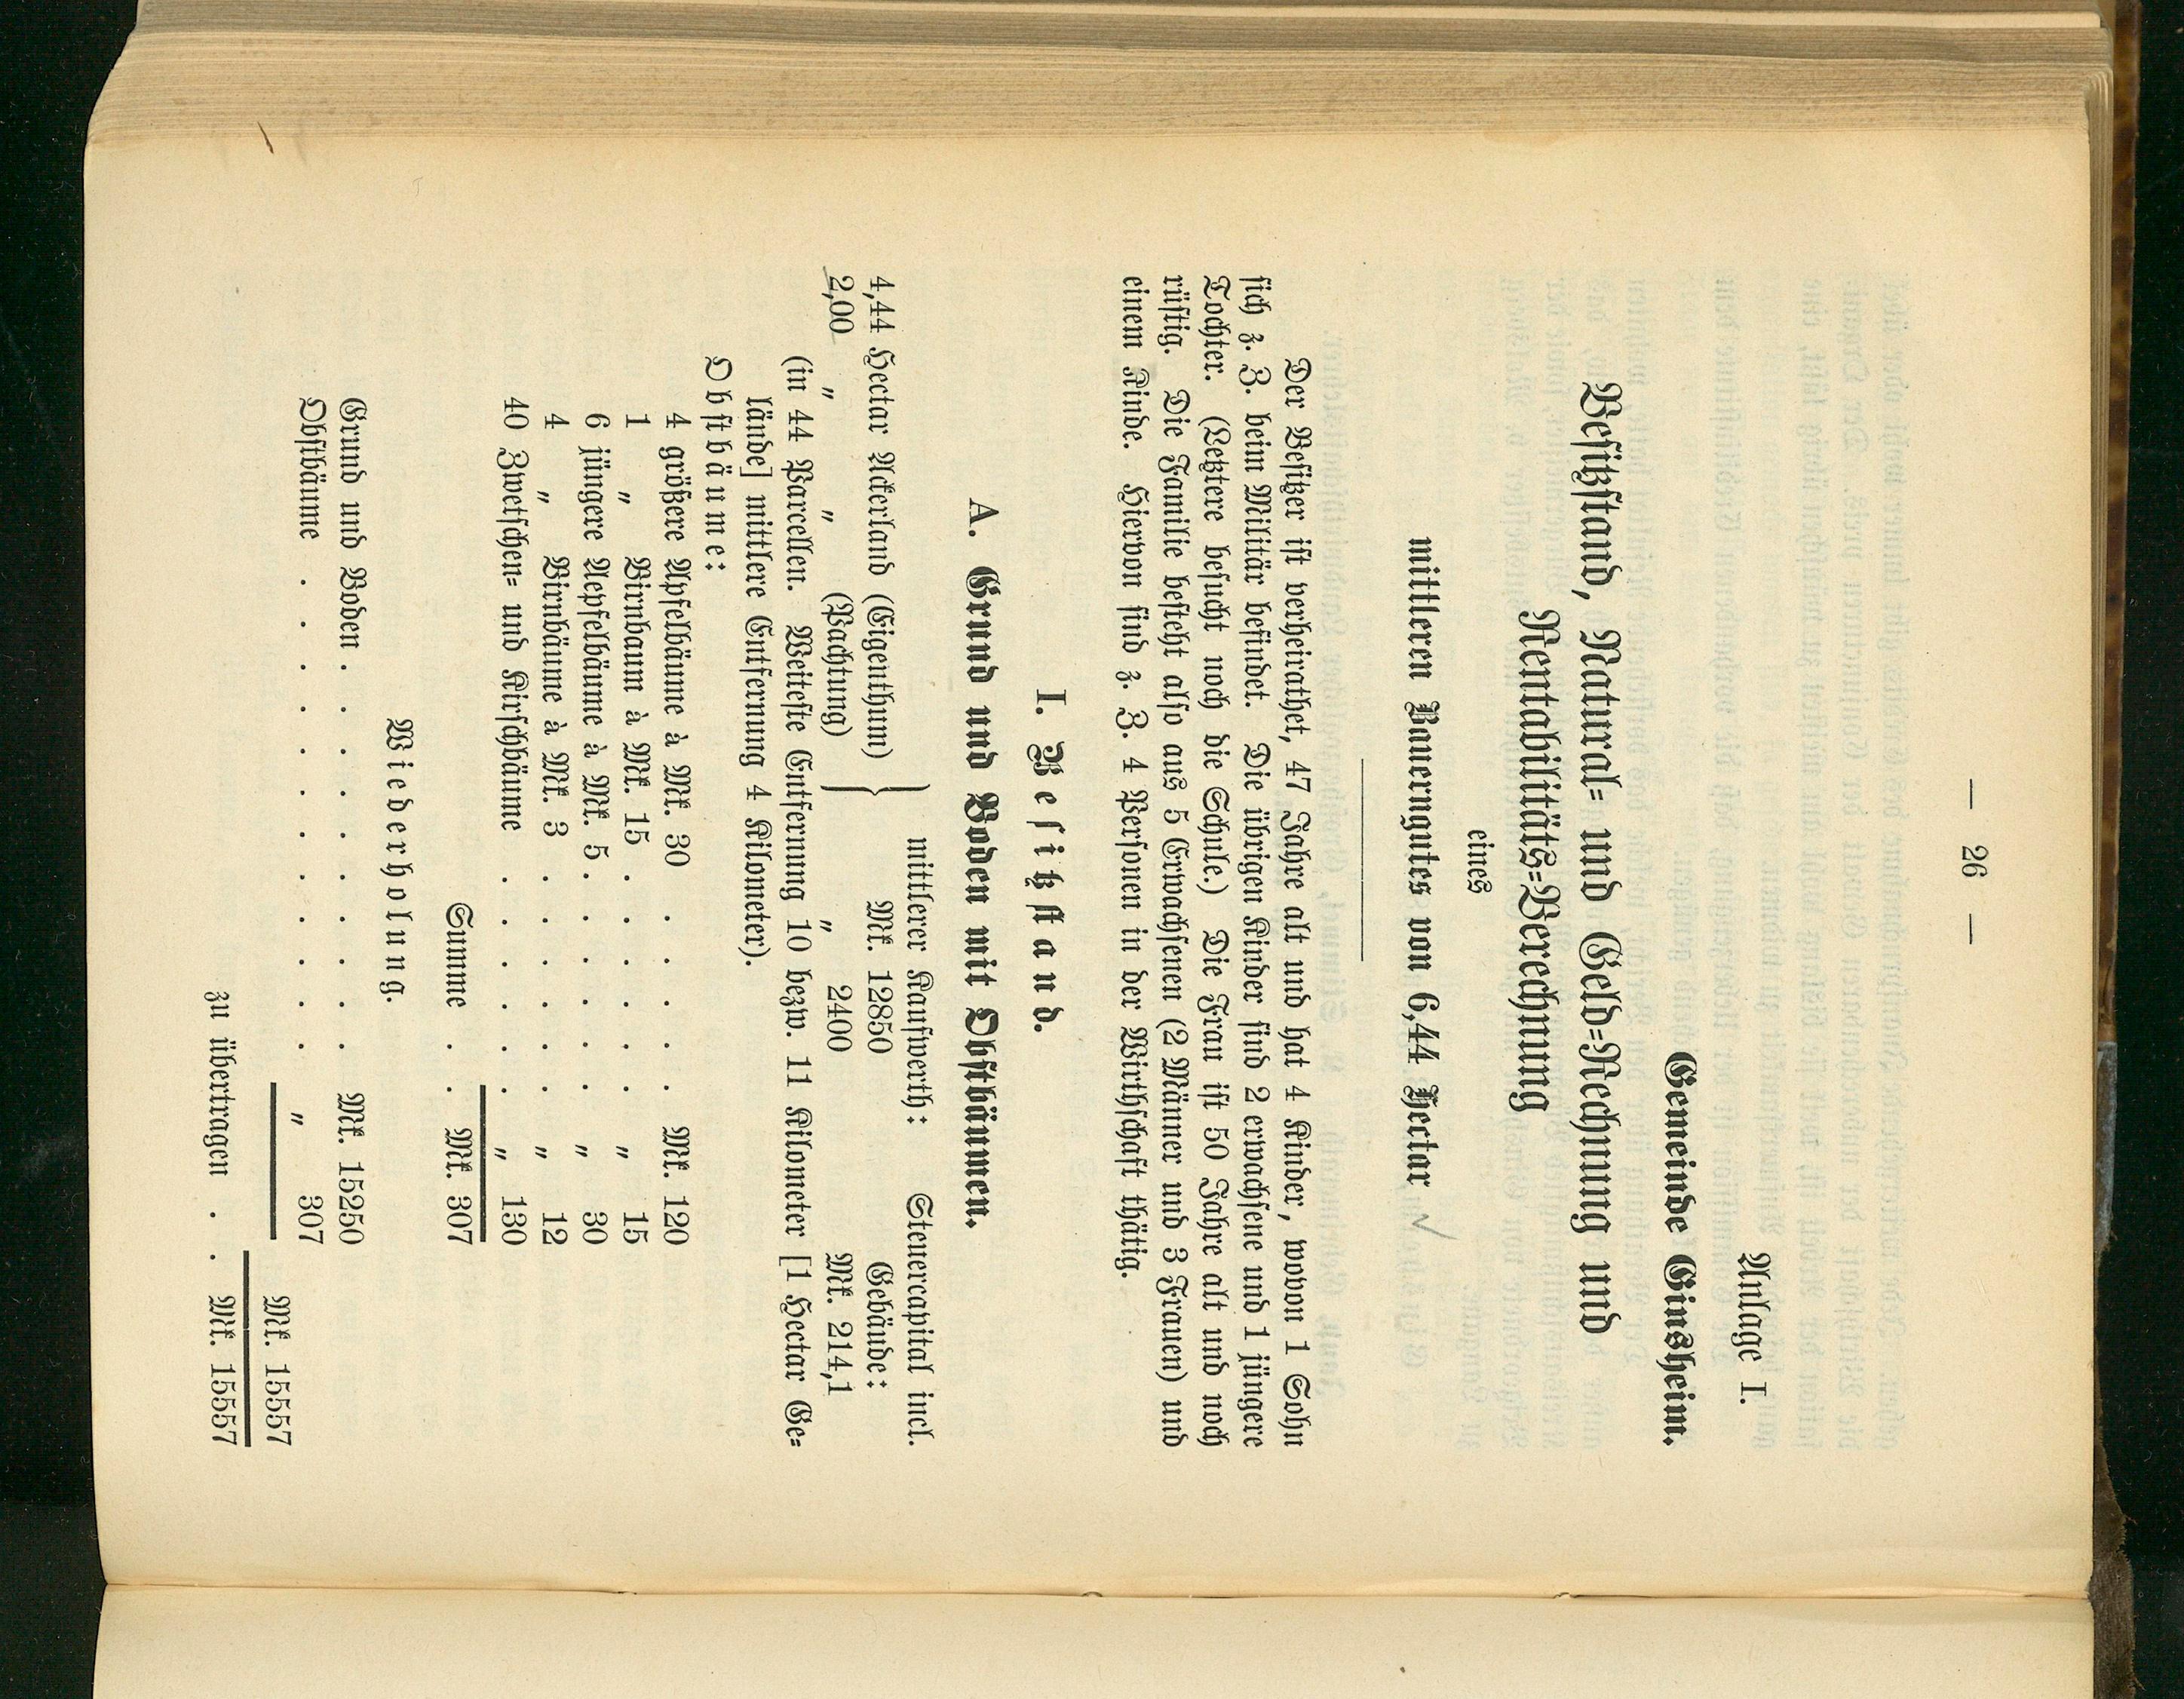 — 26 —
Anlage I.
Gemeinde Ginsheim.
Besitzstand, Natural- und Geld-Rechnung und
Rentabilitäts-Berechnung
eines
mittleren Bauerngutes von 6,44 Hectar
Der Besitzer ist verheirathet, 47 Jahre alt und hat 4 Kinder, wovon 1 Sohn
sich z. Z. beim Militär befindet. Die übrigen Kinder sind 2 erwachsene und 1 jüngere
Tochter. (Letztere besucht noch die Schule.) Die Frau ist 50 Jahre alt und noch
rüstig. Die Familie besteht also aus 5 Erwachsenen (2 Männer und 3 Frauen) und
einem Kinde. Hiervon sind z. Z. 4 Personen in der Wirthschaft thätig.
I. Besitzstand.
A. Grund und Boden mit Obstbäumen.
mittlerer Kaufwerth: Steuercapital incl.
4,44 Hectar Ackerland (Eigenthum) } Mk. 12850 Gebäude:
2,00 " " (Pachtung) " 2400 Mk. 214,1
(in 44 Parcellen. Weiteste Entfernung 10 bezw. 11 Kilometer [1 Hectar Ge-
lände] mittlere Entfernung 4 Kilometer).
Obstbäume:
4 größere Apfelbäume à Mk. 30 . . . . . Mk. 120
1 " Birnbaum à Mk. 15 . . . . . . " 15
6 jüngere Aepfelbäume à Mk. 5 . . . . . . " 30
4 " Birnbäume à Mk. 3 . . . . . . " 12
40 Zwetschen- und Kirschbäume . . . . . . " 130
Summe . . Mk. 307
Wiederholung.
Grund und Boden . . . . . . . . . . Mk. 15250
Obstbäume . . . . . . . . . . . . " 307
Mk. 15557
zu übertragen . . Mk. 15557